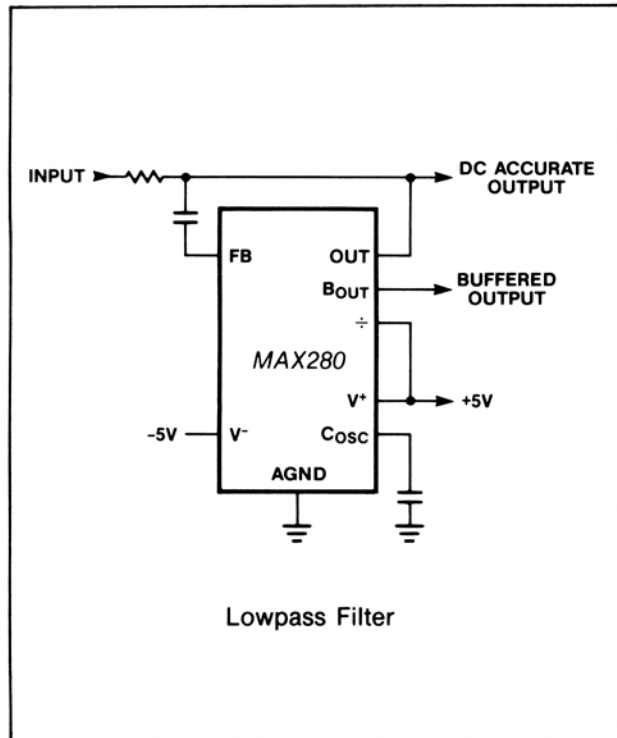 INPUT
DC ACCURATE
OUTPUT
FB
OUT
BOUT
BUFFERED
OUTPUT
÷
MAX280
V+
+5V
-5V
V-
COSC
AGND
Lowpass Filter